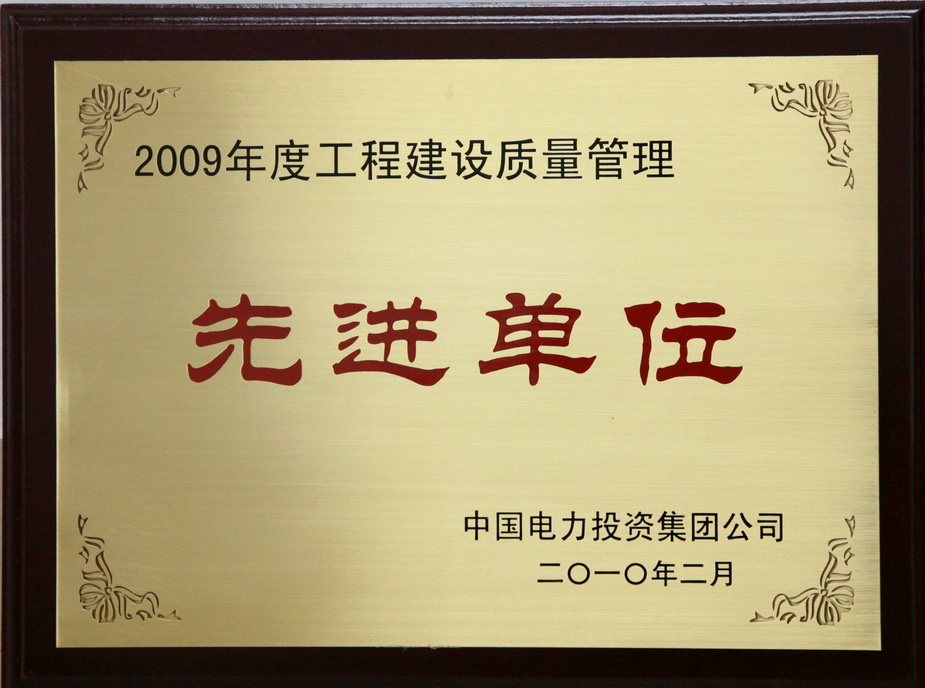 2009年度工程建设质量管理
先进单位
中国电力投资集团公司
二〇一〇年二月